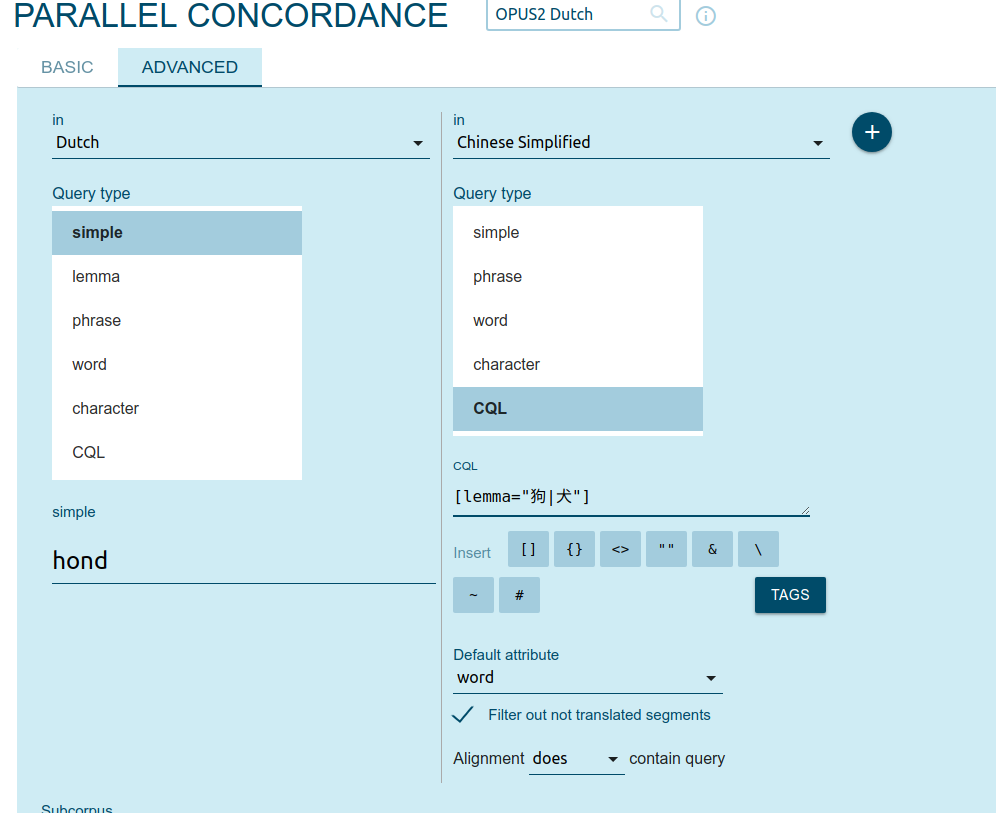 PARALLEL CONCORDANCE
OPUS2 Dutch
BASIC
ADVANCED
in
Dutch
Query type
simple
lemma
phrase
word
character
CQL
simple
hond
in
Chinese Simplified
+
Query type
simple
phrase
word
character
CQL
CQL
[lemma="狗|犬"]
Insert
[]
{}
<>
""
&
\
~
#
TAGS
Default attribute
word
Filter out not translated segments
Alignment does contain query
Subcorpus